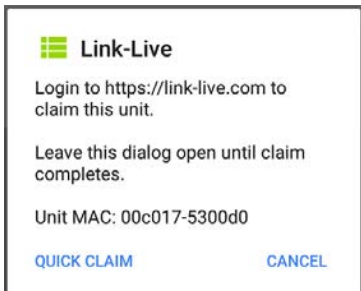 Link-Live
Login to https://link-live.com to
claim this unit.
Leave this dialog open until claim
completes.
Unit MAC: 00c017-5300d0
QUICK CLAIM
CANCEL